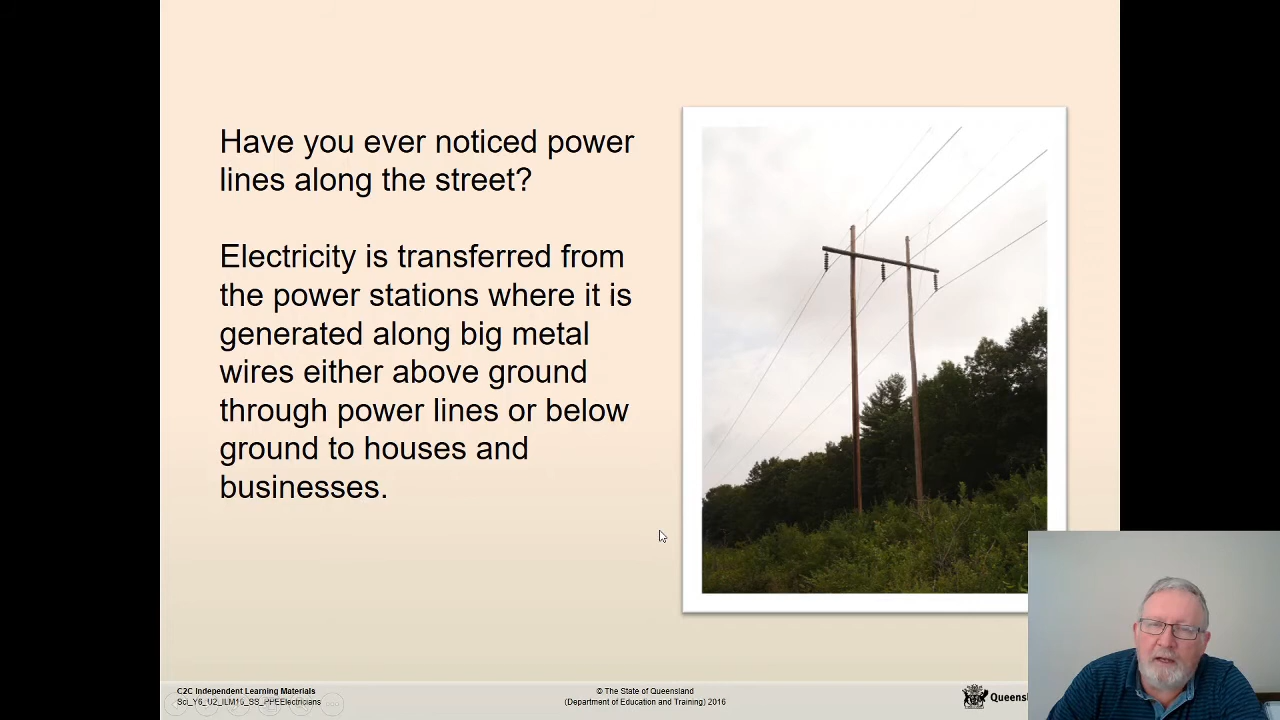 Have you ever noticed power
lines along the street?
Electricity is transferred from
the power stations where it is
generated along big metal
wires either above ground
through power lines or below
ground to houses and
businesses.
C2C Independent Learning Materials
Sci_Y6_U2_ILM15_SS_PPEElectricians
© The State of Queensland
(Department of Education and Training) 2016
Queens